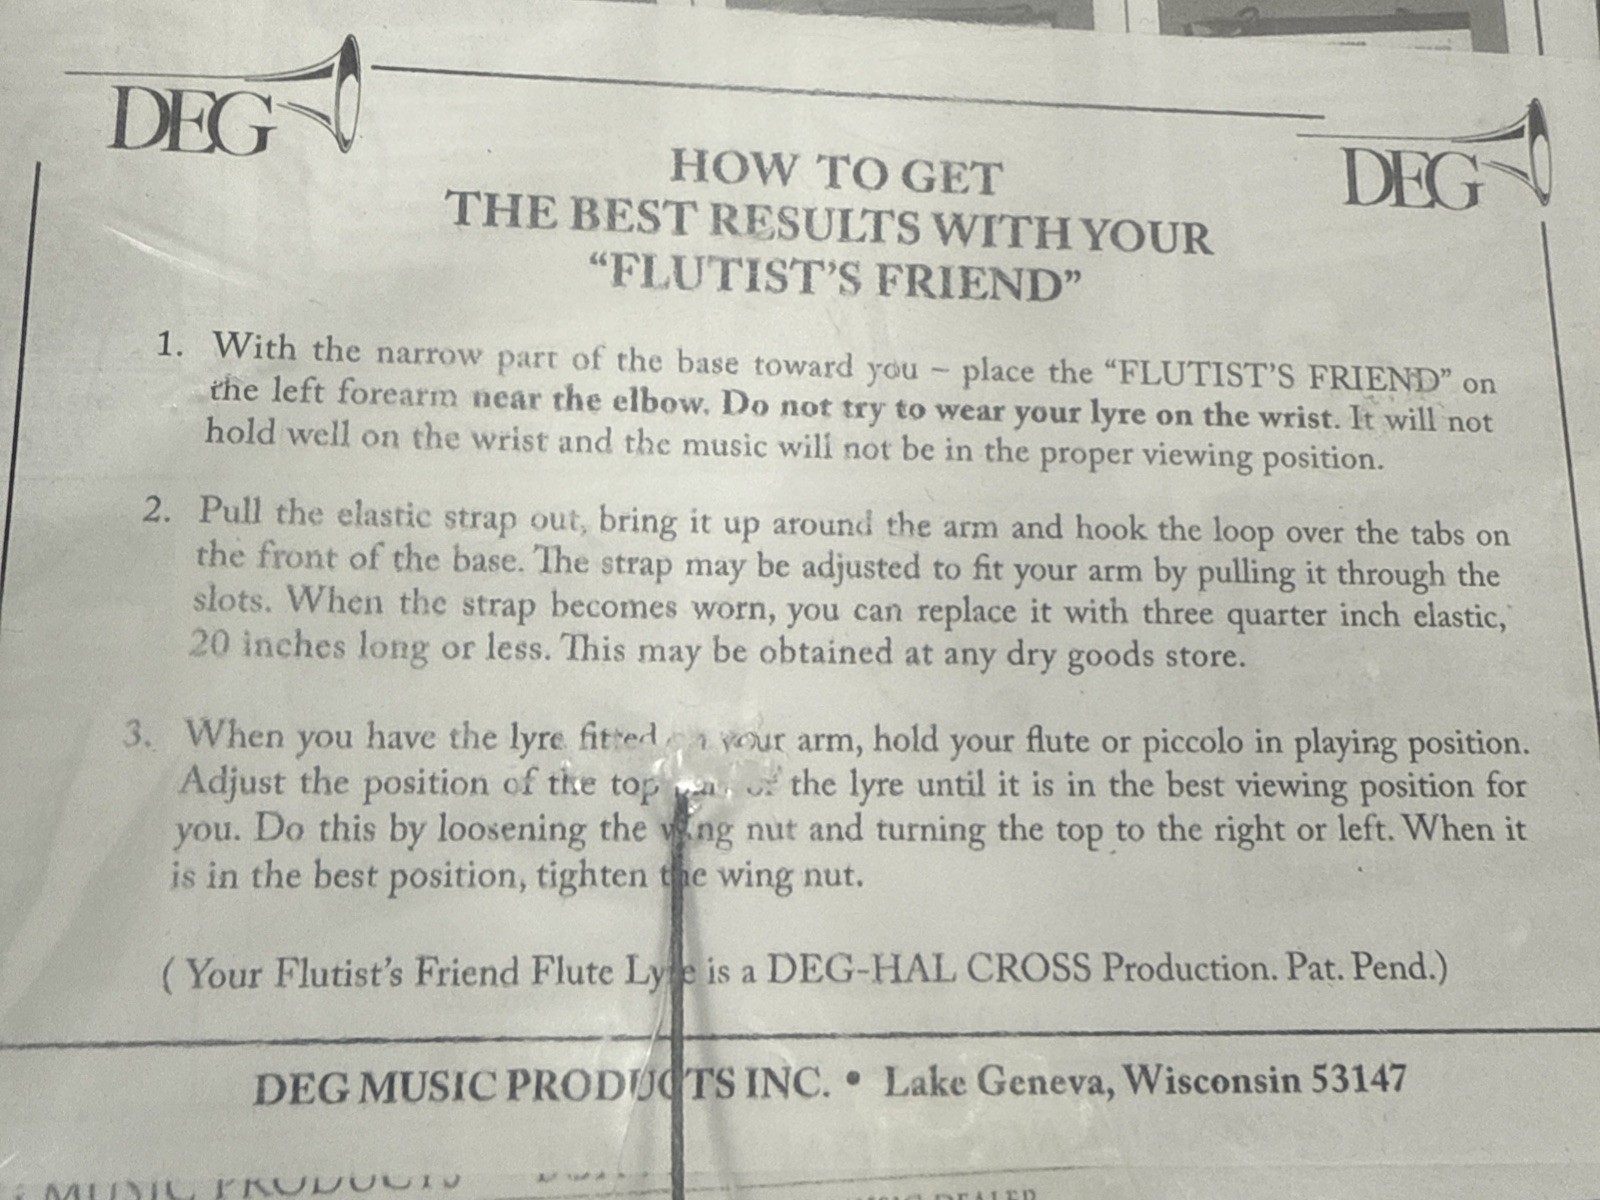 DEG
DEG
HOW TO GET
THE BEST RESULTS WITH YOUR
“FLUTIST’S FRIEND”
1. With the narrow part of the base toward you – place the “FLUTIST’S FRIEND” on
the left forearm near the elbow. Do not try to wear your lyre on the wrist. It will not
hold well on the wrist and the music will not be in the proper viewing position.
2. Pull the elastic strap out, bring it up around the arm and hook the loop over the tabs on
the front of the base. The strap may be adjusted to fit your arm by pulling it through the
slots. When the strap becomes worn, you can replace it with three quarter inch elastic,
20 inches long or less. This may be obtained at any dry goods store.
3. When you have the lyre fitted your arm, hold your flute or piccolo in playing position.
Adjust the position of the top of the lyre until it is in the best viewing position for
you. Do this by loosening the wing nut and turning the top to the right or left. When it
is in the best position, tighten the wing nut.
( Your Flutist’s Friend Flute Lyre is a DEG-HAL CROSS Production. Pat. Pend.)
DEG MUSIC PRODUCTS INC. • Lake Geneva, Wisconsin 53147
MUSIC PRODUCTS